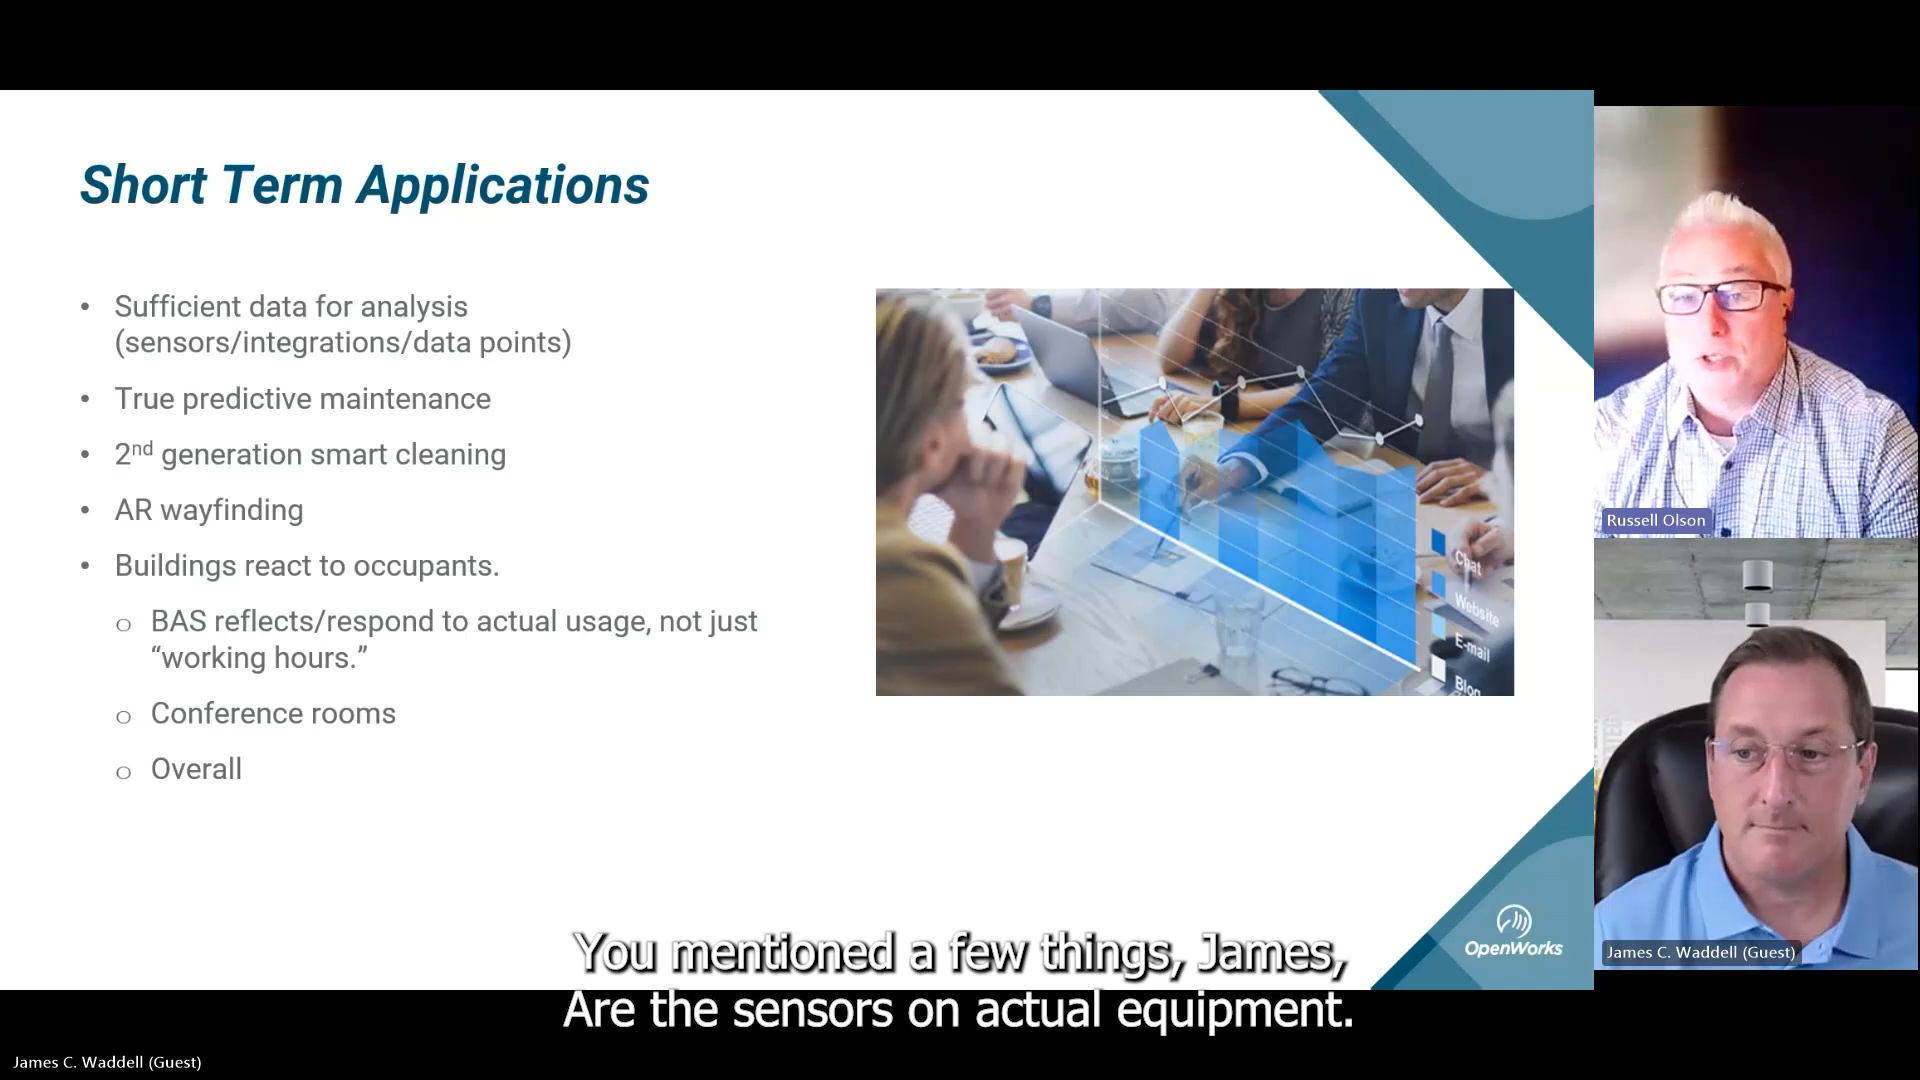 Short Term Applications
• Sufficient data for analysis
(sensors/integrations/data points)
• True predictive maintenance
• 2nd generation smart cleaning
• AR wayfinding
• Buildings react to occupants.
o BAS reflects/respond to actual usage, not just
“working hours.”
o Conference rooms
o Overall
Chat
Website
E-mail
Blog
OpenWorks
Russell Olson
James C. Waddell (Guest)
You mentioned a few things, James,
Are the sensors on actual equipment.
James C. Waddell (Guest)